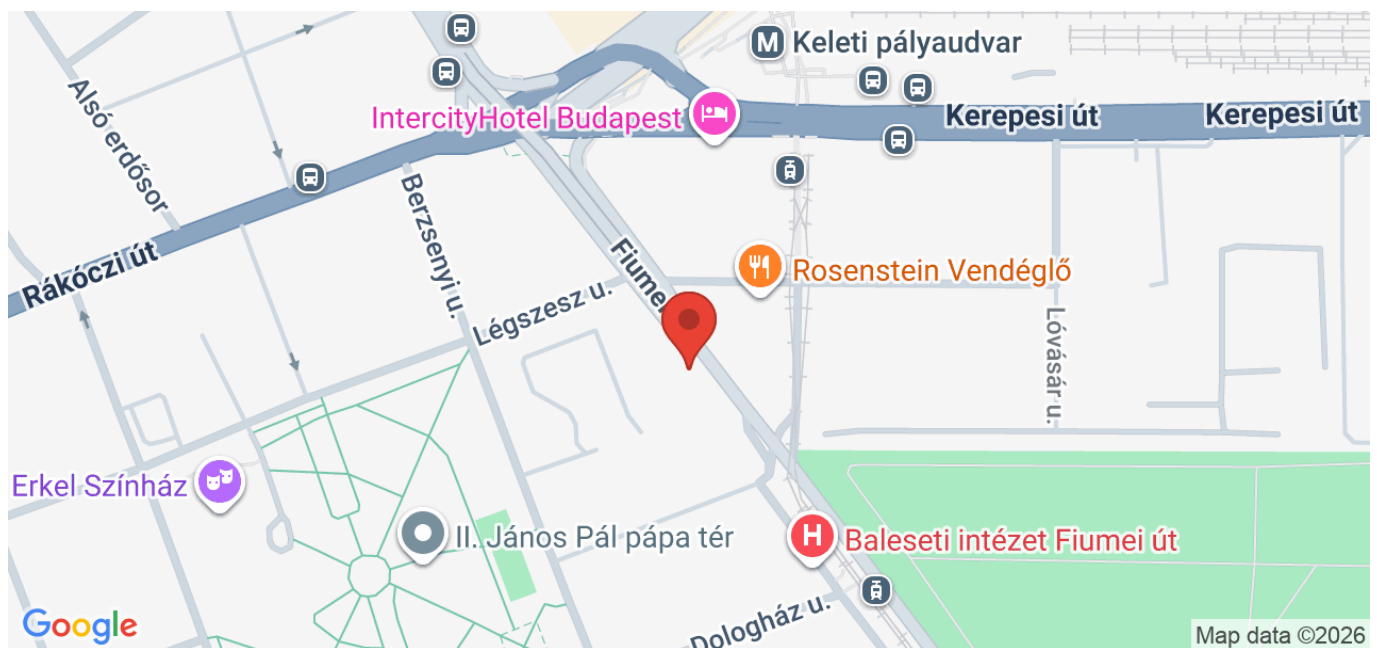 M Keleti pályaudvar
IntercityHotel Budapest
Kerepesi út
Kerepesi út
Alsó erdősor
Berzsenyi u.
Rákóczi út
Fiumei
Rosenstein Vendéglő
Légszesz u.
Lóvásár u.
Erkel Színház
II. János Pál pápa tér
H
Baleseti intézet Fiumei út
Dologház u.
Google
Map data ©2026